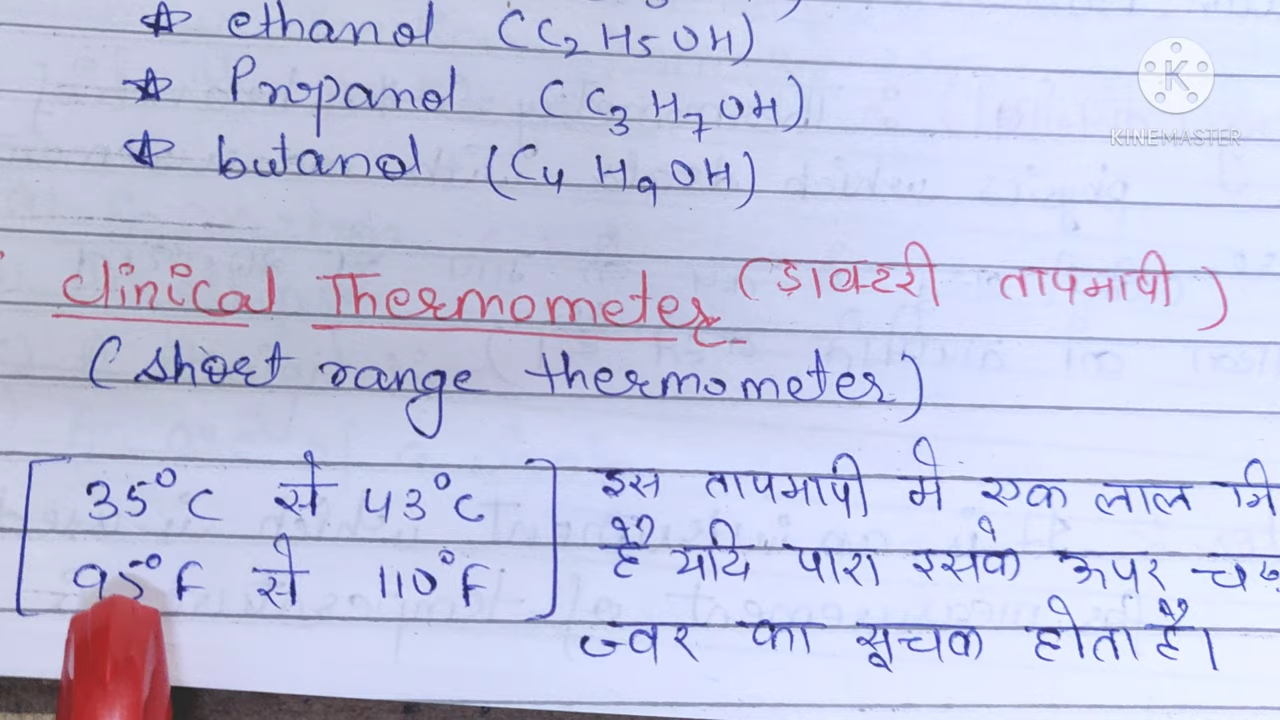 ☆ ethanol (C₂H₅OH)
☆ Propanol (C₃H₇OH)
☆ butanol (C₄H₉OH)
KINEMASTER
Clinical Thermometer (डाक्टरी तापमापी)
(short range thermometer)
35°C से 43°C इस तापमापी मे एक लाल
95°F से 110°F है यदि पारा इसके ऊपर
ज्वर का सूचक होता है।